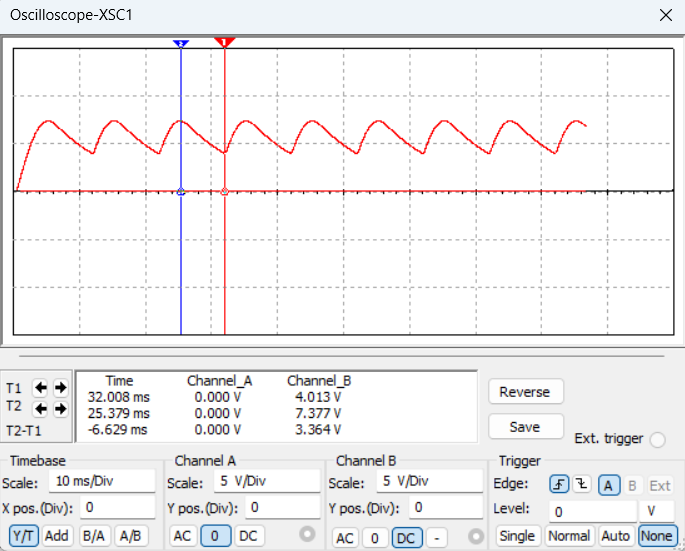 Oscilloscope-XSC1
2 1
T1
T2
T2-T1
Time Channel_A Channel_B
32.008 ms 0.000 V 4.013 V
25.379 ms 0.000 V 7.377 V
-6.629 ms 0.000 V 3.364 V
Reverse
Save
Ext. trigger
Timebase
Scale: 10 ms/Div
X pos.(Div): 0
Y/T Add B/A A/B
Channel A
Scale: 5 V/Div
Y pos.(Div): 0
AC 0 DC
Channel B
Scale: 5 V/Div
Y pos.(Div): 0
AC 0 DC -
Trigger
Edge: A B Ext
Level: 0 V
Single Normal Auto None